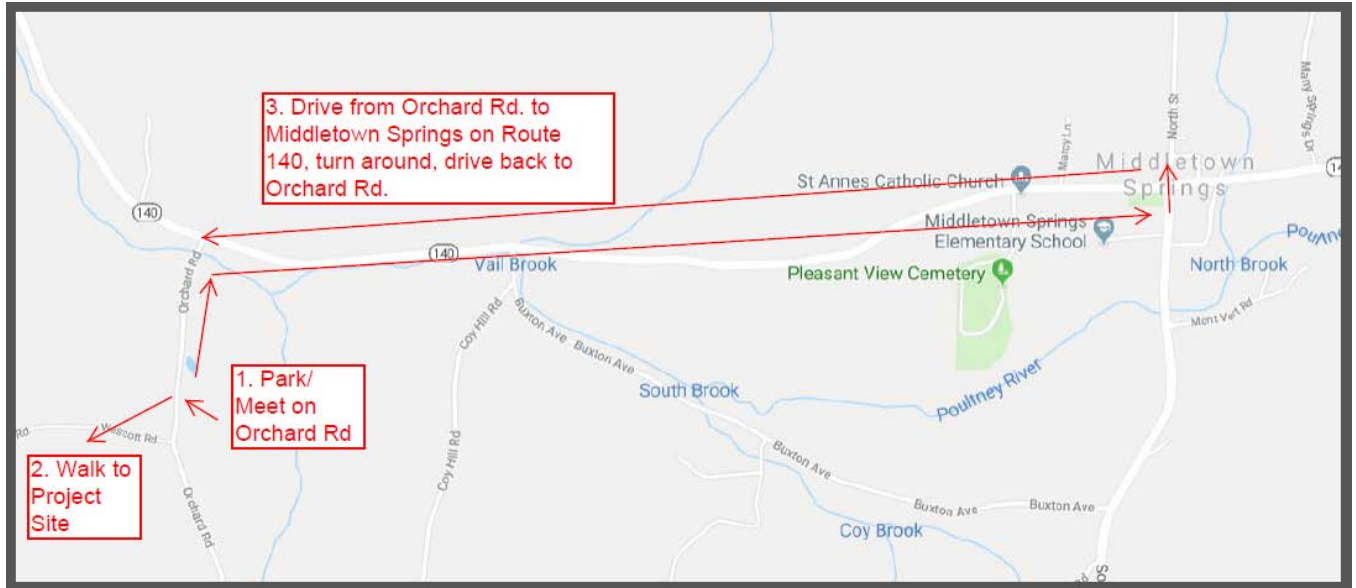 3. Drive from Orchard Rd. to
Middletown Springs on Route
140, turn around, drive back to
Orchard Rd.
North St
Many Springs Dr
Marcy Ln
Middletown
Springs
St Annes Catholic Church
140
14
Middletown Springs
Elementary School
140
Vail Brook
Orchard Rd
Pleasant View Cemetery
North Brook
Poultne
Mont Vert Rd
Coy Hill Rd
Buxton Ave
Buxton Ave
Buxton Ave
South Brook
Poultney River
1. Park/
Meet on
Orchard Rd
Rd
Wescott Rd
2. Walk to
Project
Site
Orchard Rd
Coy Hill Rd
Buxton Ave
Buxton Ave
Buxton Ave
Coy Brook
So